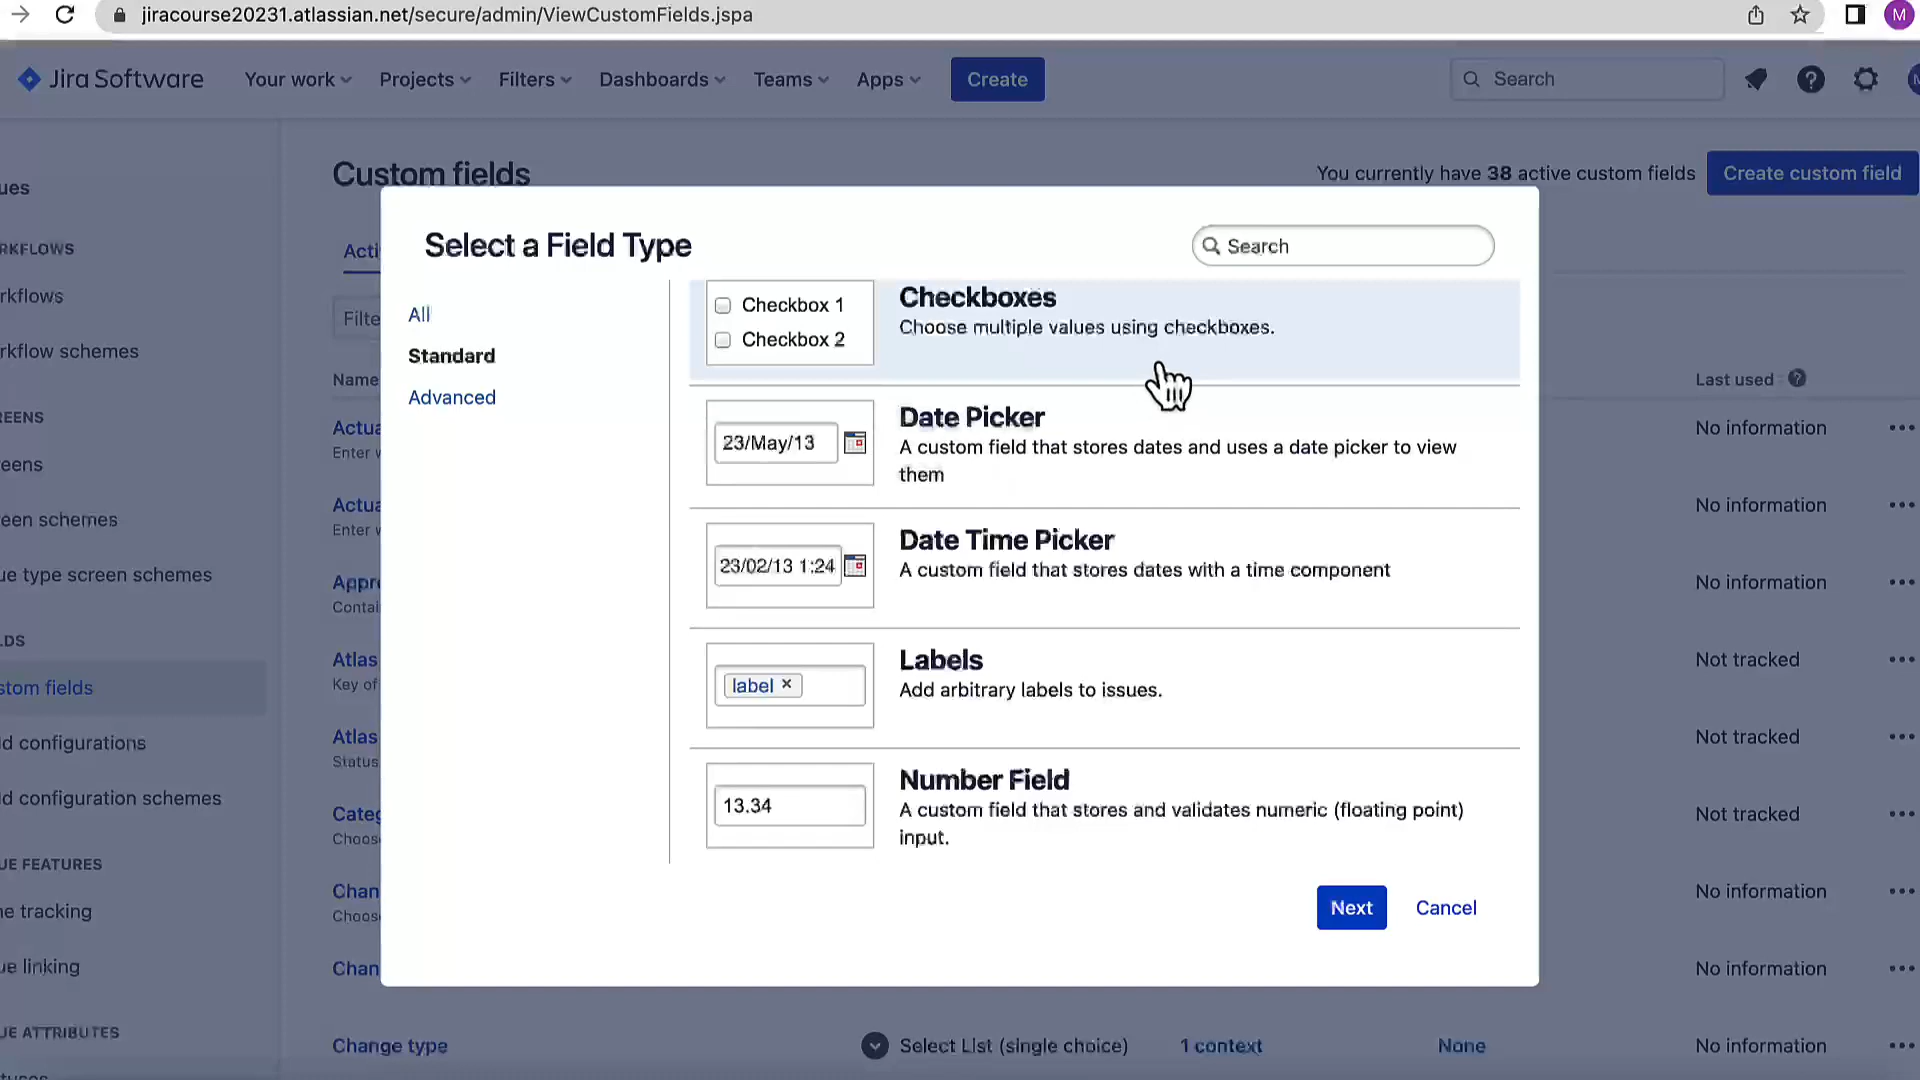 jiracourse20231.atlassian.net/secure/admin/ViewCustomFields.jspa
M
Jira Software
Your work
Projects
Filters
Dashboards
Teams
Apps
Create
Search
Custom fields
You currently have 38 active custom fields
Create custom field
ues
RKFLOWS
rkflows
rkflow schemes
EENS
eens
een schemes
ue type screen schemes
LDS
stom fields
ld configurations
ld configuration schemes
UE FEATURES
me tracking
ue linking
UE ATTRIBUTES
Acti
Filte
Name
Last used
Actua
Enter w
No information
Actua
Enter w
No information
Appr
Contai
No information
Atlas
Key of
Not tracked
Atlas
Status
Not tracked
Categ
Choos
Not tracked
Chan
Choos
No information
Chan
No information
Change type
Select List (single choice)
1 context
None
No information
Select a Field Type
Search
All
Standard
Advanced
Checkbox 1
Checkbox 2
Checkboxes
Choose multiple values using checkboxes.
23/May/13
Date Picker
A custom field that stores dates and uses a date picker to view
them
23/02/13 1:24
Date Time Picker
A custom field that stores dates with a time component
label
Labels
Add arbitrary labels to issues.
13.34
Number Field
A custom field that stores and validates numeric (floating point)
input.
Next
Cancel